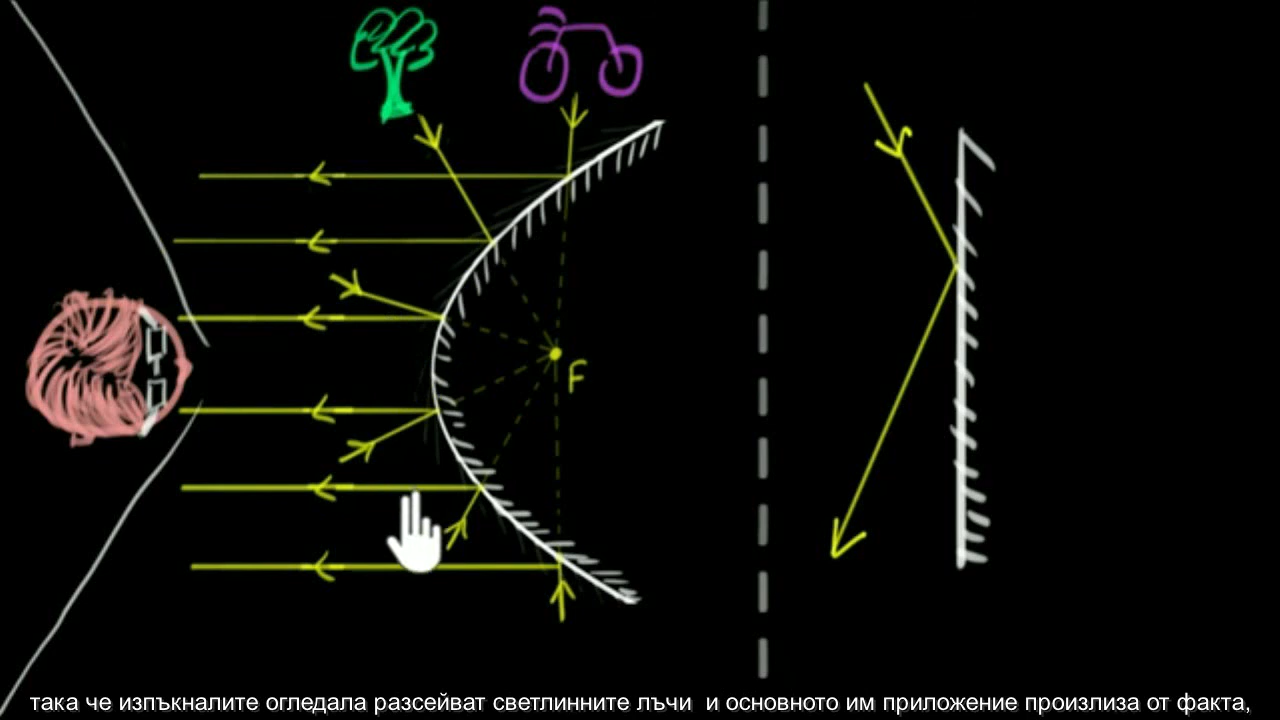 F
така че изпъкналите огледала разсейват светлинните лъчи  и основното им приложение произлиза от факта,